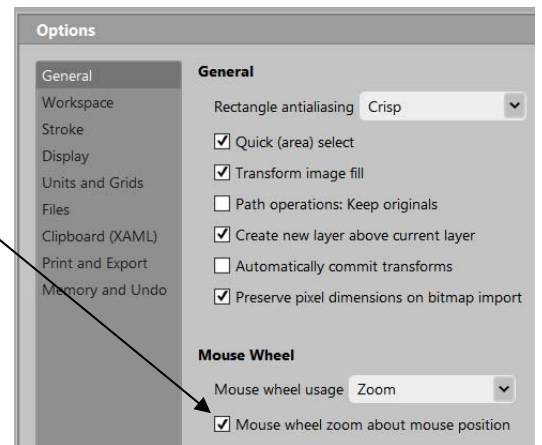 Options
General
Workspace
Stroke
Display
Units and Grids
Files
Clipboard (XAML)
Print and Export
Memory and Undo
General
Rectangle antialiasing Crisp
Quick (area) select
Transform image fill
Path operations: Keep originals
Create new layer above current layer
Automatically commit transforms
Preserve pixel dimensions on bitmap import
Mouse Wheel
Mouse wheel usage Zoom
Mouse wheel zoom about mouse position